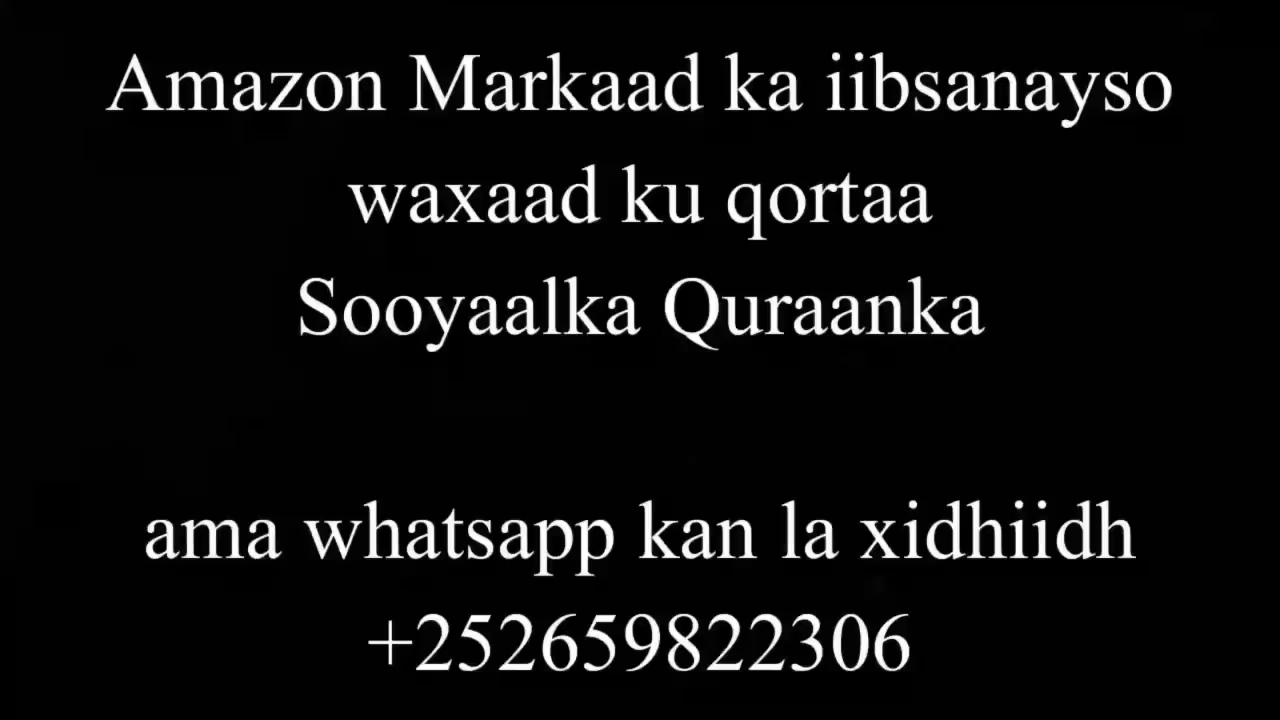 Amazon Markaad ka iibsanayso
waxaad ku qortaa
Sooyaalka Quraanka
ama whatsapp kan la xidhiidh
+252659822306